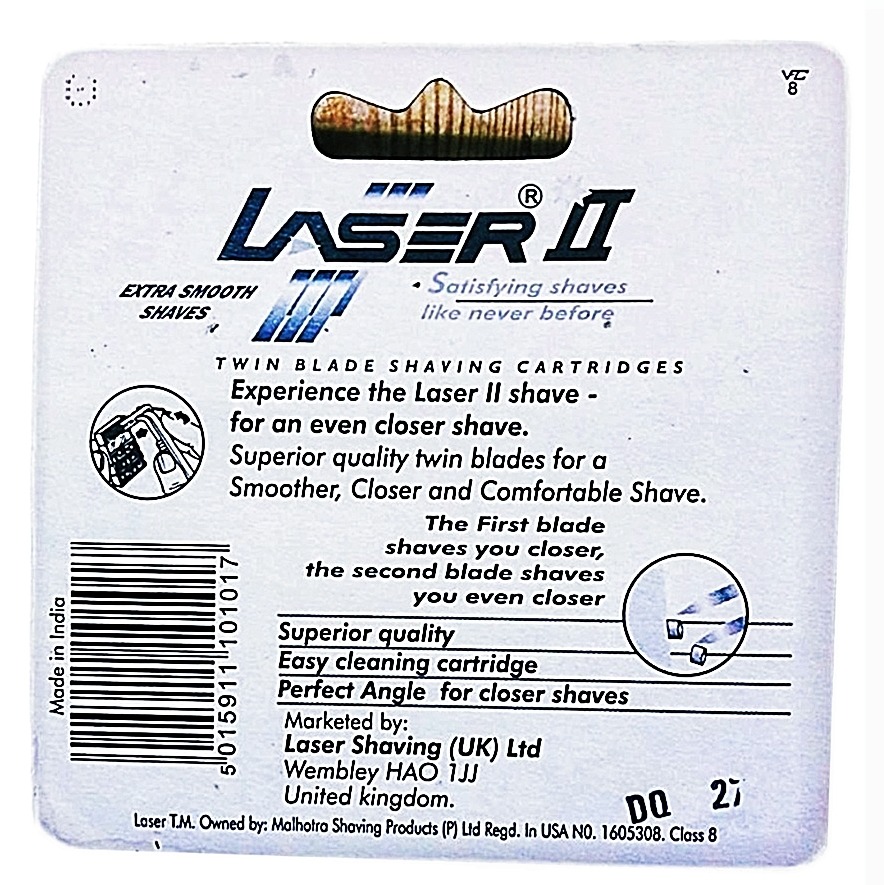 VC
8
LASER® II
EXTRA SMOOTH
SHAVES
Satisfying shaves
like never before
TWIN BLADE SHAVING CARTRIDGES
Experience the Laser II shave -
for an even closer shave.
Superior quality twin blades for a
Smoother, Closer and Comfortable Shave.
The First blade
shaves you closer,
the second blade shaves
you even closer
Superior quality
Easy cleaning cartridge
Perfect Angle for closer shaves
Made in India
5 015911 101017
Marketed by:
Laser Shaving (UK) Ltd
Wembley HAO 1JJ
United kingdom.
DQ 27
Laser T.M. Owned by: Malhotra Shaving Products (P) Ltd Regd. In USA N0. 1605308. Class 8